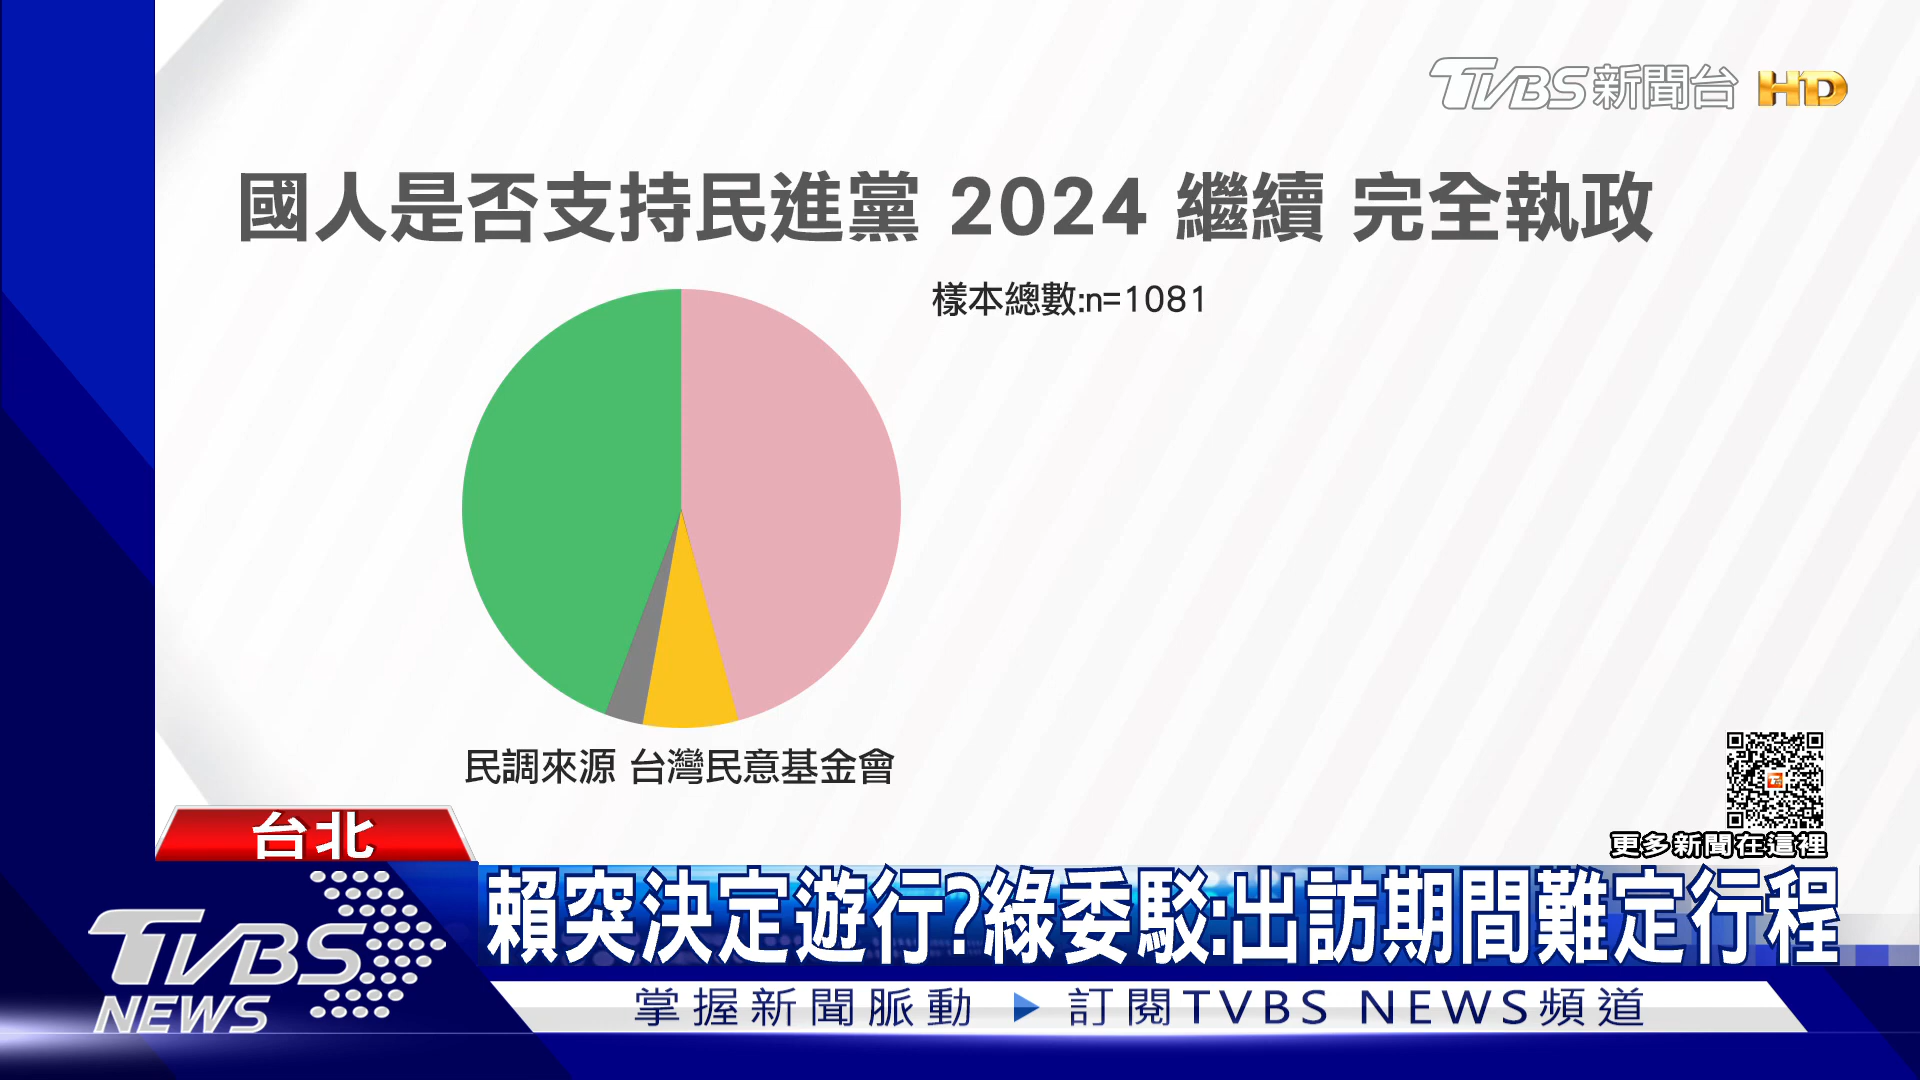 TVBS新聞台 HD
國人是否支持民進黨 2024 繼續 完全執政
樣本總數:n=1081
民調來源 台灣民意基金會
更多新聞在這裡
台北
賴突決定遊行?綠委駁:出訪期間難定行程
TVBS
NEWS
掌握新聞脈動 ▶ 訂閱TVBS NEWS頻道